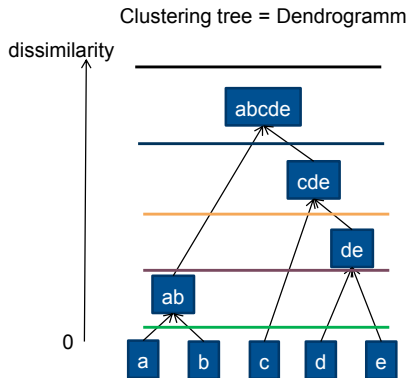 Clustering tree = Dendrogramm
dissimilarity
abcde
cde
de
ab
0
a b c d e